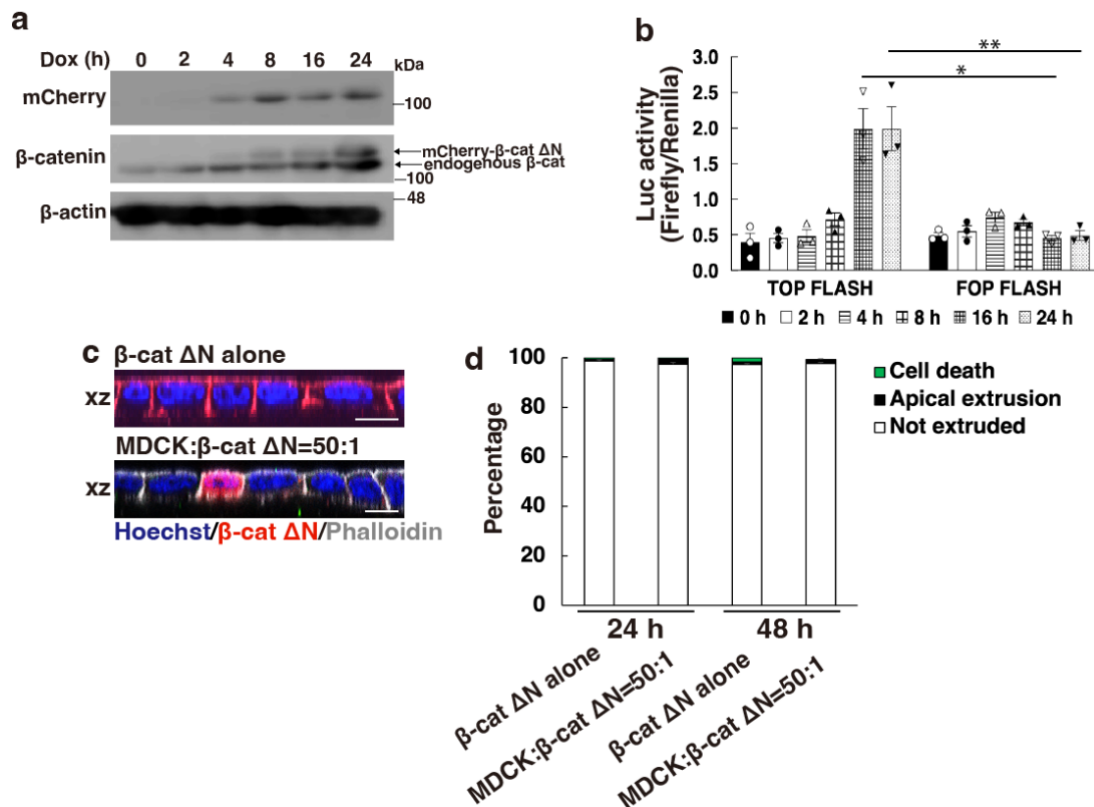 a
Dox (h) 0 2 4 8 16 24 kDa
mCherry
100
β-catenin
mCherry-β-cat ΔN
endogenous β-cat
100
48
β-actin
b
Luc activity
(Firefly/Renilla)
3.0
2.5
2.0
1.5
1.0
0.5
0.0
**
*
TOP FLASH FOP FLASH
0 h 2 h 4 h 8 h 16 h 24 h
c
β-cat ΔN alone
xz
MDCK:β-cat ΔN=50:1
xz
Hoechst/β-cat ΔN/Phalloidin
d
Percentage
100
80
60
40
20
0
Cell death
Apical extrusion
Not extruded
24 h 48 h
β-cat ΔN alone
MDCK:β-cat ΔN=50:1
β-cat ΔN alone
MDCK:β-cat ΔN=50:1